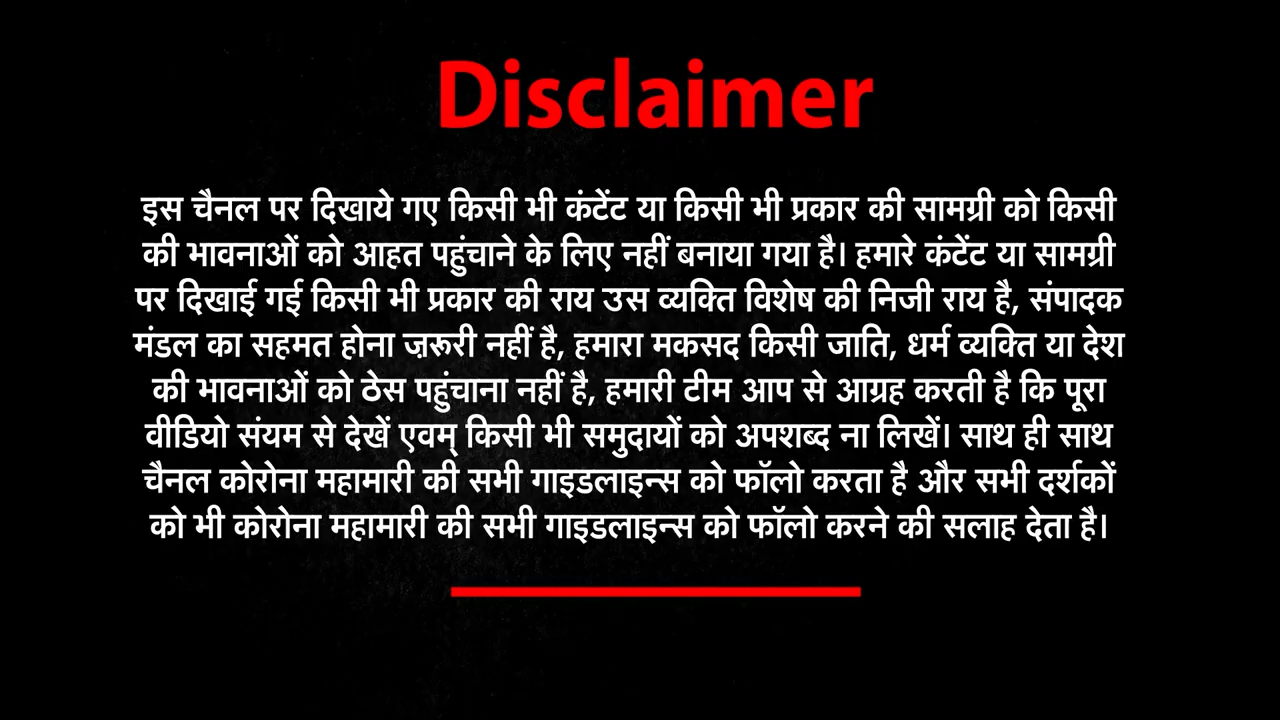 Disclaimer
इस चैनल पर दिखाये गए किसी भी कंटेंट या किसी भी प्रकार की सामग्री को किसी
की भावनाओं को आहत पहुंचाने के लिए नहीं बनाया गया है। हमारे कंटेंट या सामग्री
पर दिखाई गई किसी भी प्रकार की राय उस व्यक्ति विशेष की निजी राय है, संपादक
मंडल का सहमत होना ज़रूरी नहीं है, हमारा मकसद किसी जाति, धर्म व्यक्ति या देश
की भावनाओं को ठेस पहुंचाना नहीं है, हमारी टीम आप से आग्रह करती है कि पूरा
वीडियो संयम से देखें एवम् किसी भी समुदायों को अपशब्द ना लिखें। साथ ही साथ
चैनल कोरोना महामारी की सभी गाइडलाइन्स को फॉलो करता है और सभी दर्शकों
को भी कोरोना महामारी की सभी गाइडलाइन्स को फॉलो करने की सलाह देता है।